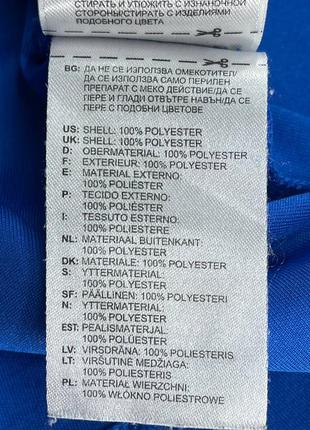 СТИРАТЬ И УТЮЖИТЬ С ИЗНАНОЧНОЙ
СТОРОНЫ/СТИРАТЬ С ИЗДЕЛИЯМИ
ПОДОБНОГО ЦВЕТА
BG: ДА НЕ СЕ ИЗПОЛЗВА ОМЕКОТИТЕЛ/
ДА СЕ ИЗПОЛЗВА САМО ПЕРИЛЕН
ПРЕПАРАТ С МЕКО ДЕЙСТВИЕ/ДА СЕ
ПЕРЕ И ГЛАДИ ОТВЪТРЕ НАВЪН/ДА СЕ
ПЕРЕ С ПОДОБНИ ЦВЕТОВЕ
US: SHELL: 100% POLYESTER
UK: SHELL: 100% POLYESTER
D: OBERMATERIAL: 100% POLYESTER
F: EXTERIEUR: 100% POLYESTER
E: MATERIAL EXTERNO:
100% POLIÉSTER
P: TECIDO EXTERNO:
100% POLIÉSTER
I: TESSUTO ESTERNO:
100% POLIESTERE
NL: MATERIAAL BUITENKANT:
100% POLYESTER
DK: MATERIALE: 100% POLYESTER
S: YTTERMATERIAL:
100% POLYESTER
SF: PÄÄLLINEN: 100% POLYESTERI
N: YTTERMATERIAL:
100% POLYESTER
EST: PEALISMATERJAL:
100% POLÜESTER
LV: VIRSDRĀNA: 100% POLIESTERIS
LT: VIRŠUTINĖ MEDŽIAGA:
100% POLIESTERIS
PL: MATERIAŁ WIERZCHNI:
100% WŁÓKNO POLIESTROWE